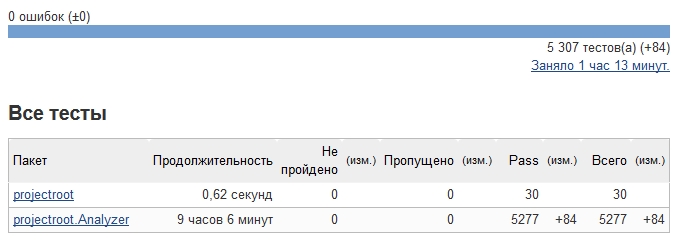 0 ошибок (±0)
5 307 тестов(а) (+84)
Заняло 1 час 13 минут.
Все тесты
Пакет Продолжительность Не пройдено (изм.) Пропущено (изм.) Pass (изм.) Всего (изм.)
projectroot 0,62 секунд 0 0 30 30
projectroot.Analyzer 9 часов 6 минут 0 0 5277 +84 5277 +84